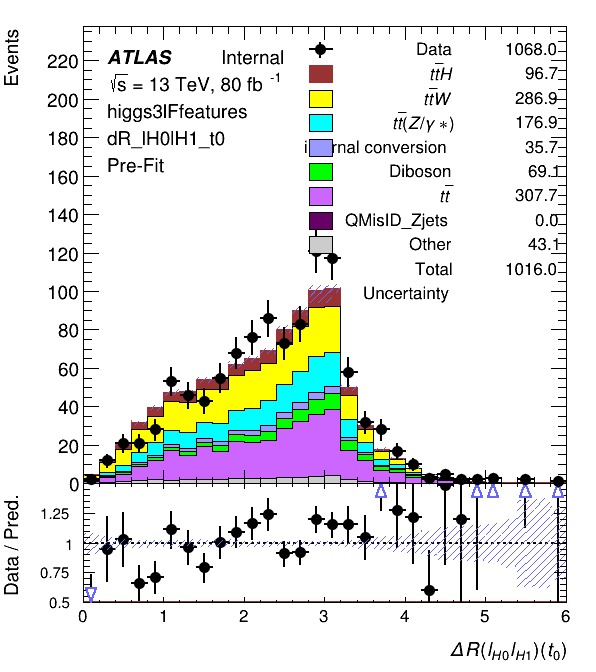 Events
ATLAS Internal
√s = 13 TeV, 80 fb⁻¹
higgs3lFfeatures
dR_lH0lH1_t0
Pre-Fit
Data 1068.0
tt̄H 96.7
tt̄W 286.9
tt̄(Z/γ*) 176.9
conversion 35.7
Diboson 69.1
tt̄ 307.7
QMisID_Zjets 0.0
Other 43.1
Total 1016.0
Uncertainty
220
200
180
160
140
120
100
80
60
40
20
0
Data / Pred.
1.25
1
0.75
0.5
0 1 2 3 4 5 6
ΔR(l_H0 l_H1)(t_0)